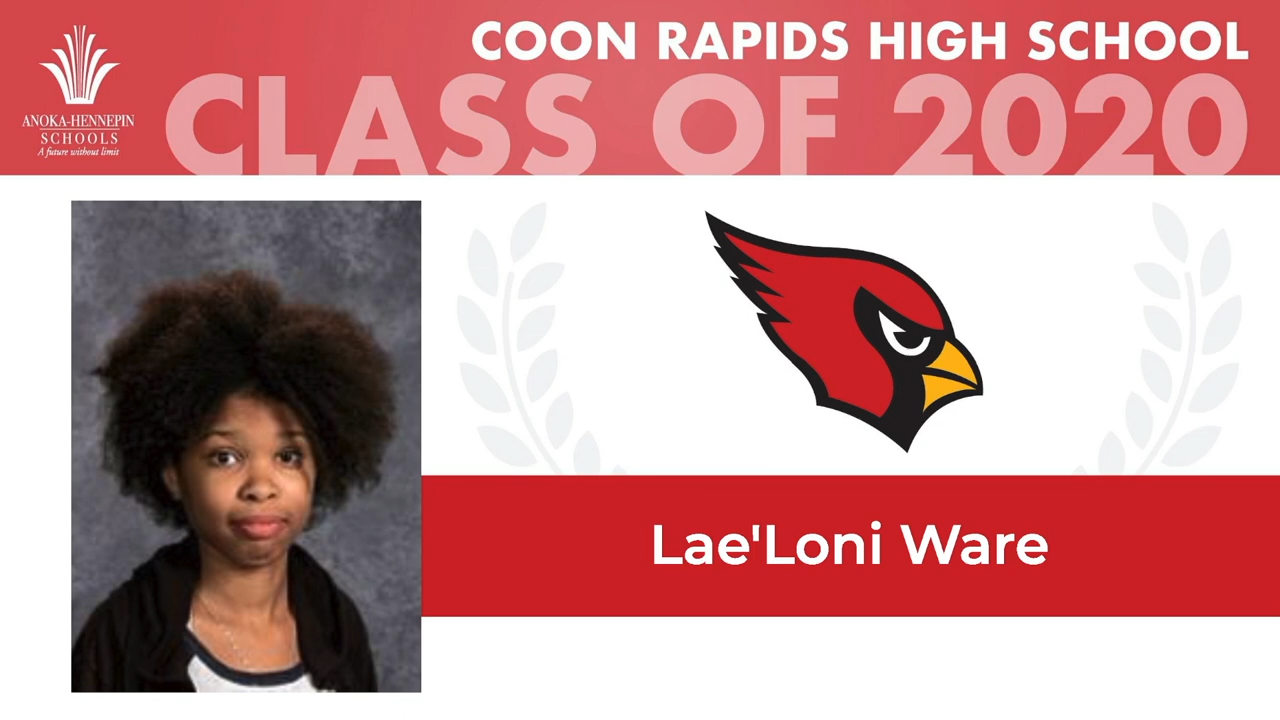 COON RAPIDS HIGH SCHOOL
CLASS OF 2020
ANOKA-HENNEPIN
SCHOOLS
A future without limit
Lae'Loni Ware